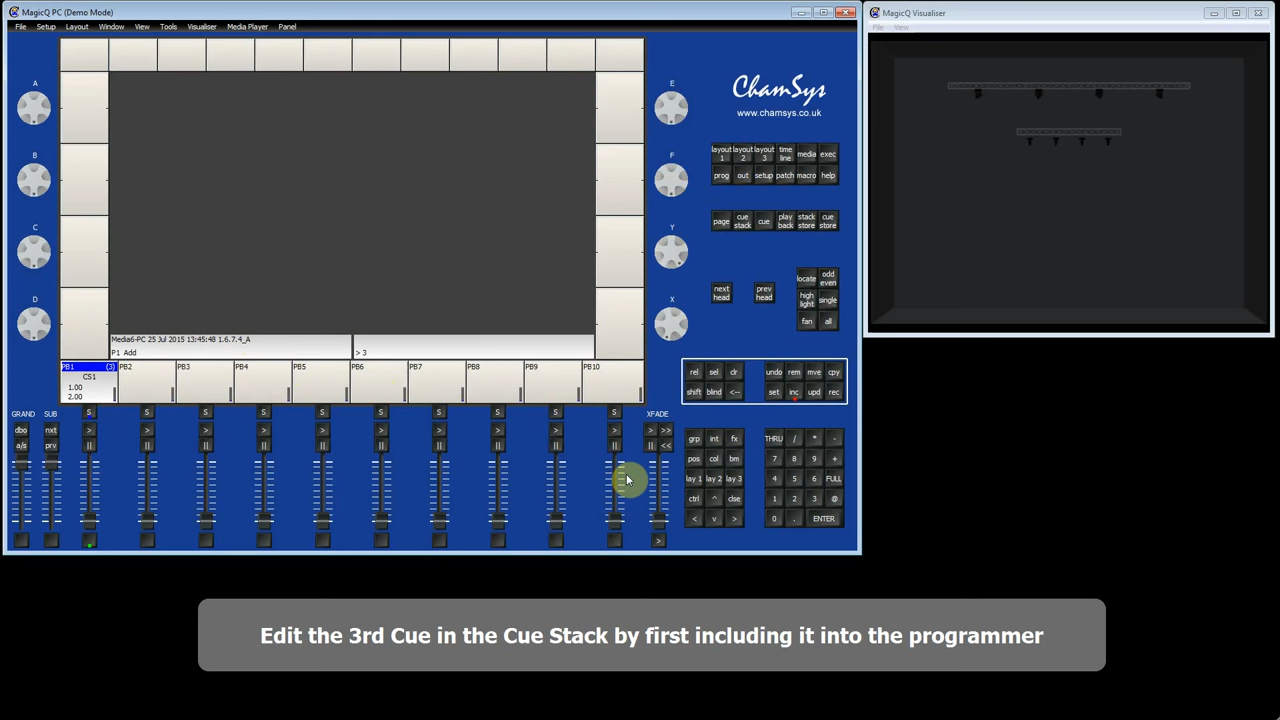 MagicQ PC (Demo Mode)
File Setup Layout Window View Tools Visualiser Media Player Panel
MagicQ Visualiser
File View
A
B
C
D
E
F
Y
X
ChamSys
www.chamsys.co.uk
layout 1 layout 2 layout 3 time line media exec
prog out setup patch macro help
page cue stack cue play back stack store cue store
next head prev head locate odd even
high light single
fan all
Media6-PC 25 Jul 2015 13:45:48 1.6.7.4_A
P1 Add > 3
PB1 (3) PB2 PB3 PB4 PB5 PB6 PB7 PB8 PB9 PB10
CS1
1.00
2.00
rel sel clr undo rem mve cpy
shift blind <-- set inc upd rec
GRAND SUB S S S S S S S S S S XFADE
dbo nxt > > > > > > > > > > > >>
a/s prv || || || || || || || || || || || <<
grp int fx THRU / * -
pos col bm 7 8 9 +
lay 1 lay 2 lay 3 4 5 6 FULL
ctrl ^ clse 1 2 3 @
< v > 0 . ENTER
>
Edit the 3rd Cue in the Cue Stack by first including it into the programmer